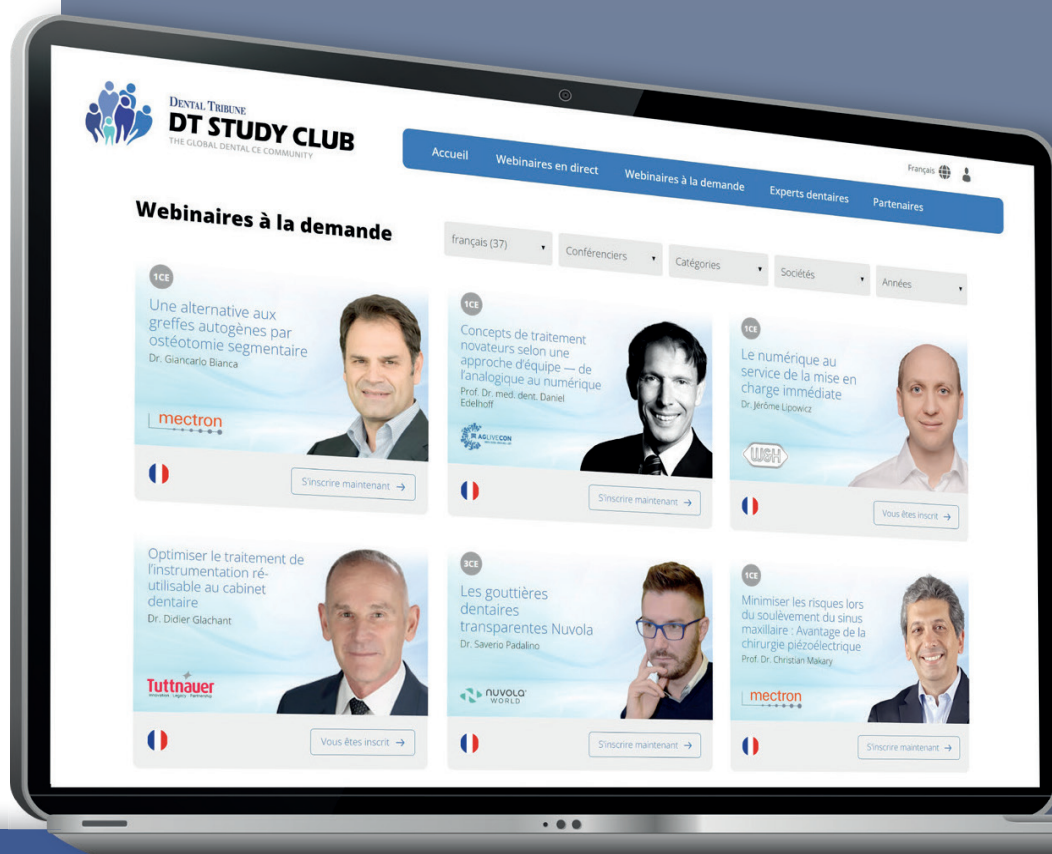 DENTAL TRIBUNE
DT STUDY CLUB
THE GLOBAL DENTAL CE COMMUNITY
Français
Accueil
Webinaires en direct
Webinaires à la demande
Experts dentaires
Partenaires
Webinaires à la demande
français (37)
Conférenciers
Catégories
Sociétés
Années
1CE
Une alternative aux
greffes autogènes par
ostéotomie segmentaire
Dr. Giancarlo Bianca
mectron
S'inscrire maintenant →
1CE
Concepts de traitement
novateurs selon une
approche d'équipe — de
l'analogique au numérique
Prof. Dr. med. dent. Daniel
Edelhoff
AGLIVECON
S'inscrire maintenant →
1CE
Le numérique au
service de la mise en
charge immédiate
Dr. Jérôme Lipowicz
W&H
Vous êtes inscrit →
Optimiser le traitement de
l'instrumentation ré-
utilisable au cabinet
dentaire
Dr. Didier Glachant
Tuttnauer
Vous êtes inscrit →
3CE
Les gouttières
dentaires
transparentes Nuvola
Dr. Saverio Padalino
NUVOLA
WORLD
S'inscrire maintenant →
1CE
Minimiser les risques lors
du soulèvement du sinus
maxillaire : Avantage de la
chirurgie piézoélectrique
Prof. Dr. Christian Makary
mectron
S'inscrire maintenant →